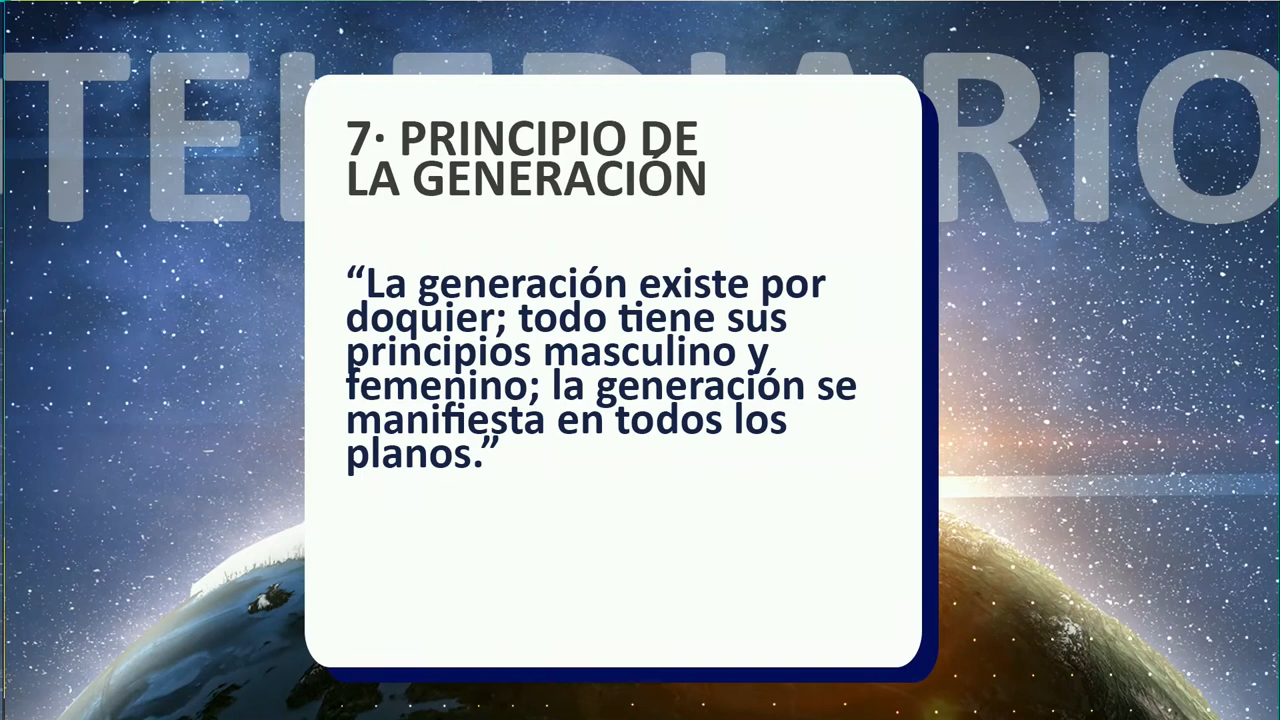 TELEDIARIO
7· PRINCIPIO DE
LA GENERACIÓN
“La generación existe por
doquier; todo tiene sus
principios masculino y
femenino; la generación se
manifiesta en todos los
planos.”